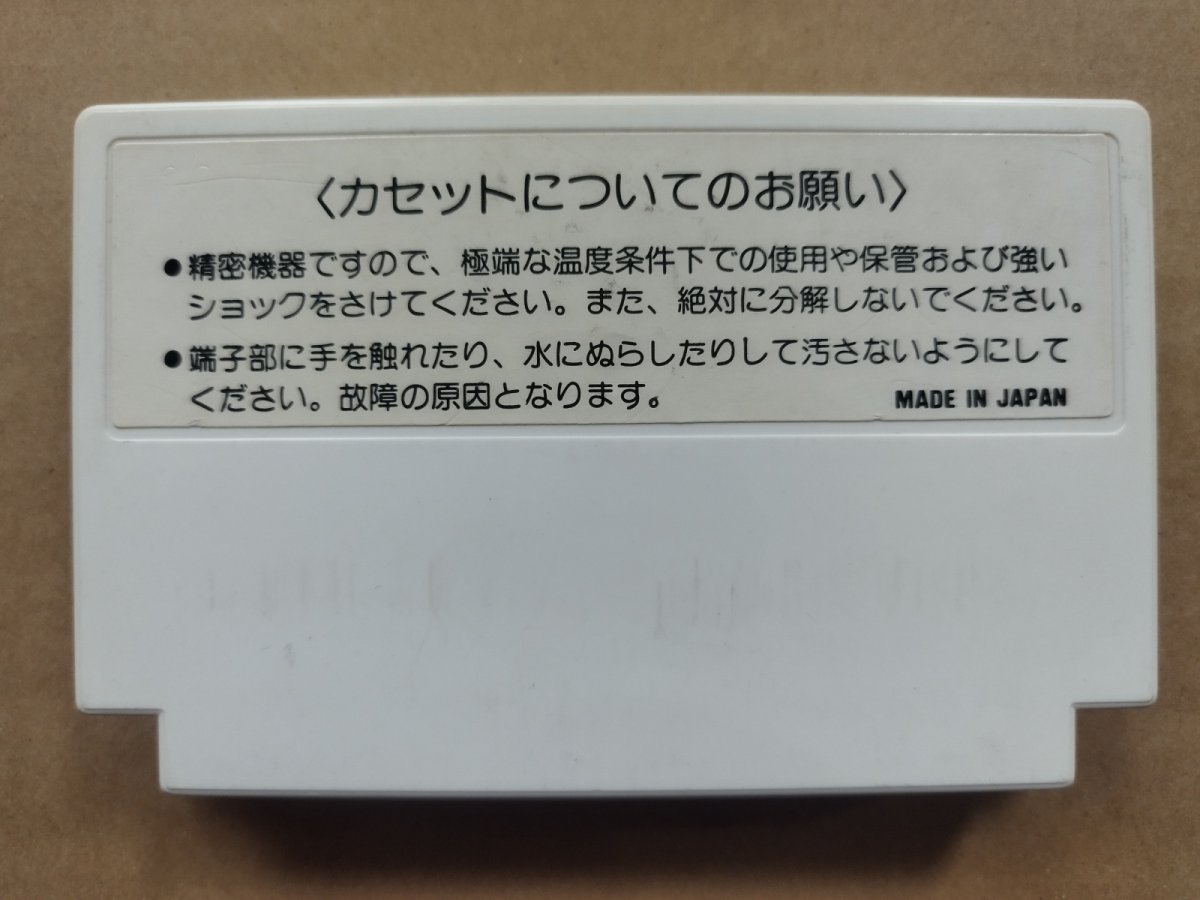 〈カセットについてのお願い〉
●精密機器ですので、極端な温度条件下での使用や保管および強い
ショックをさけてください。また、絶対に分解しないでください。
●端子部に手を触れたり、水にぬらしたりして汚さないようにして
ください。故障の原因となります。
MADE IN JAPAN